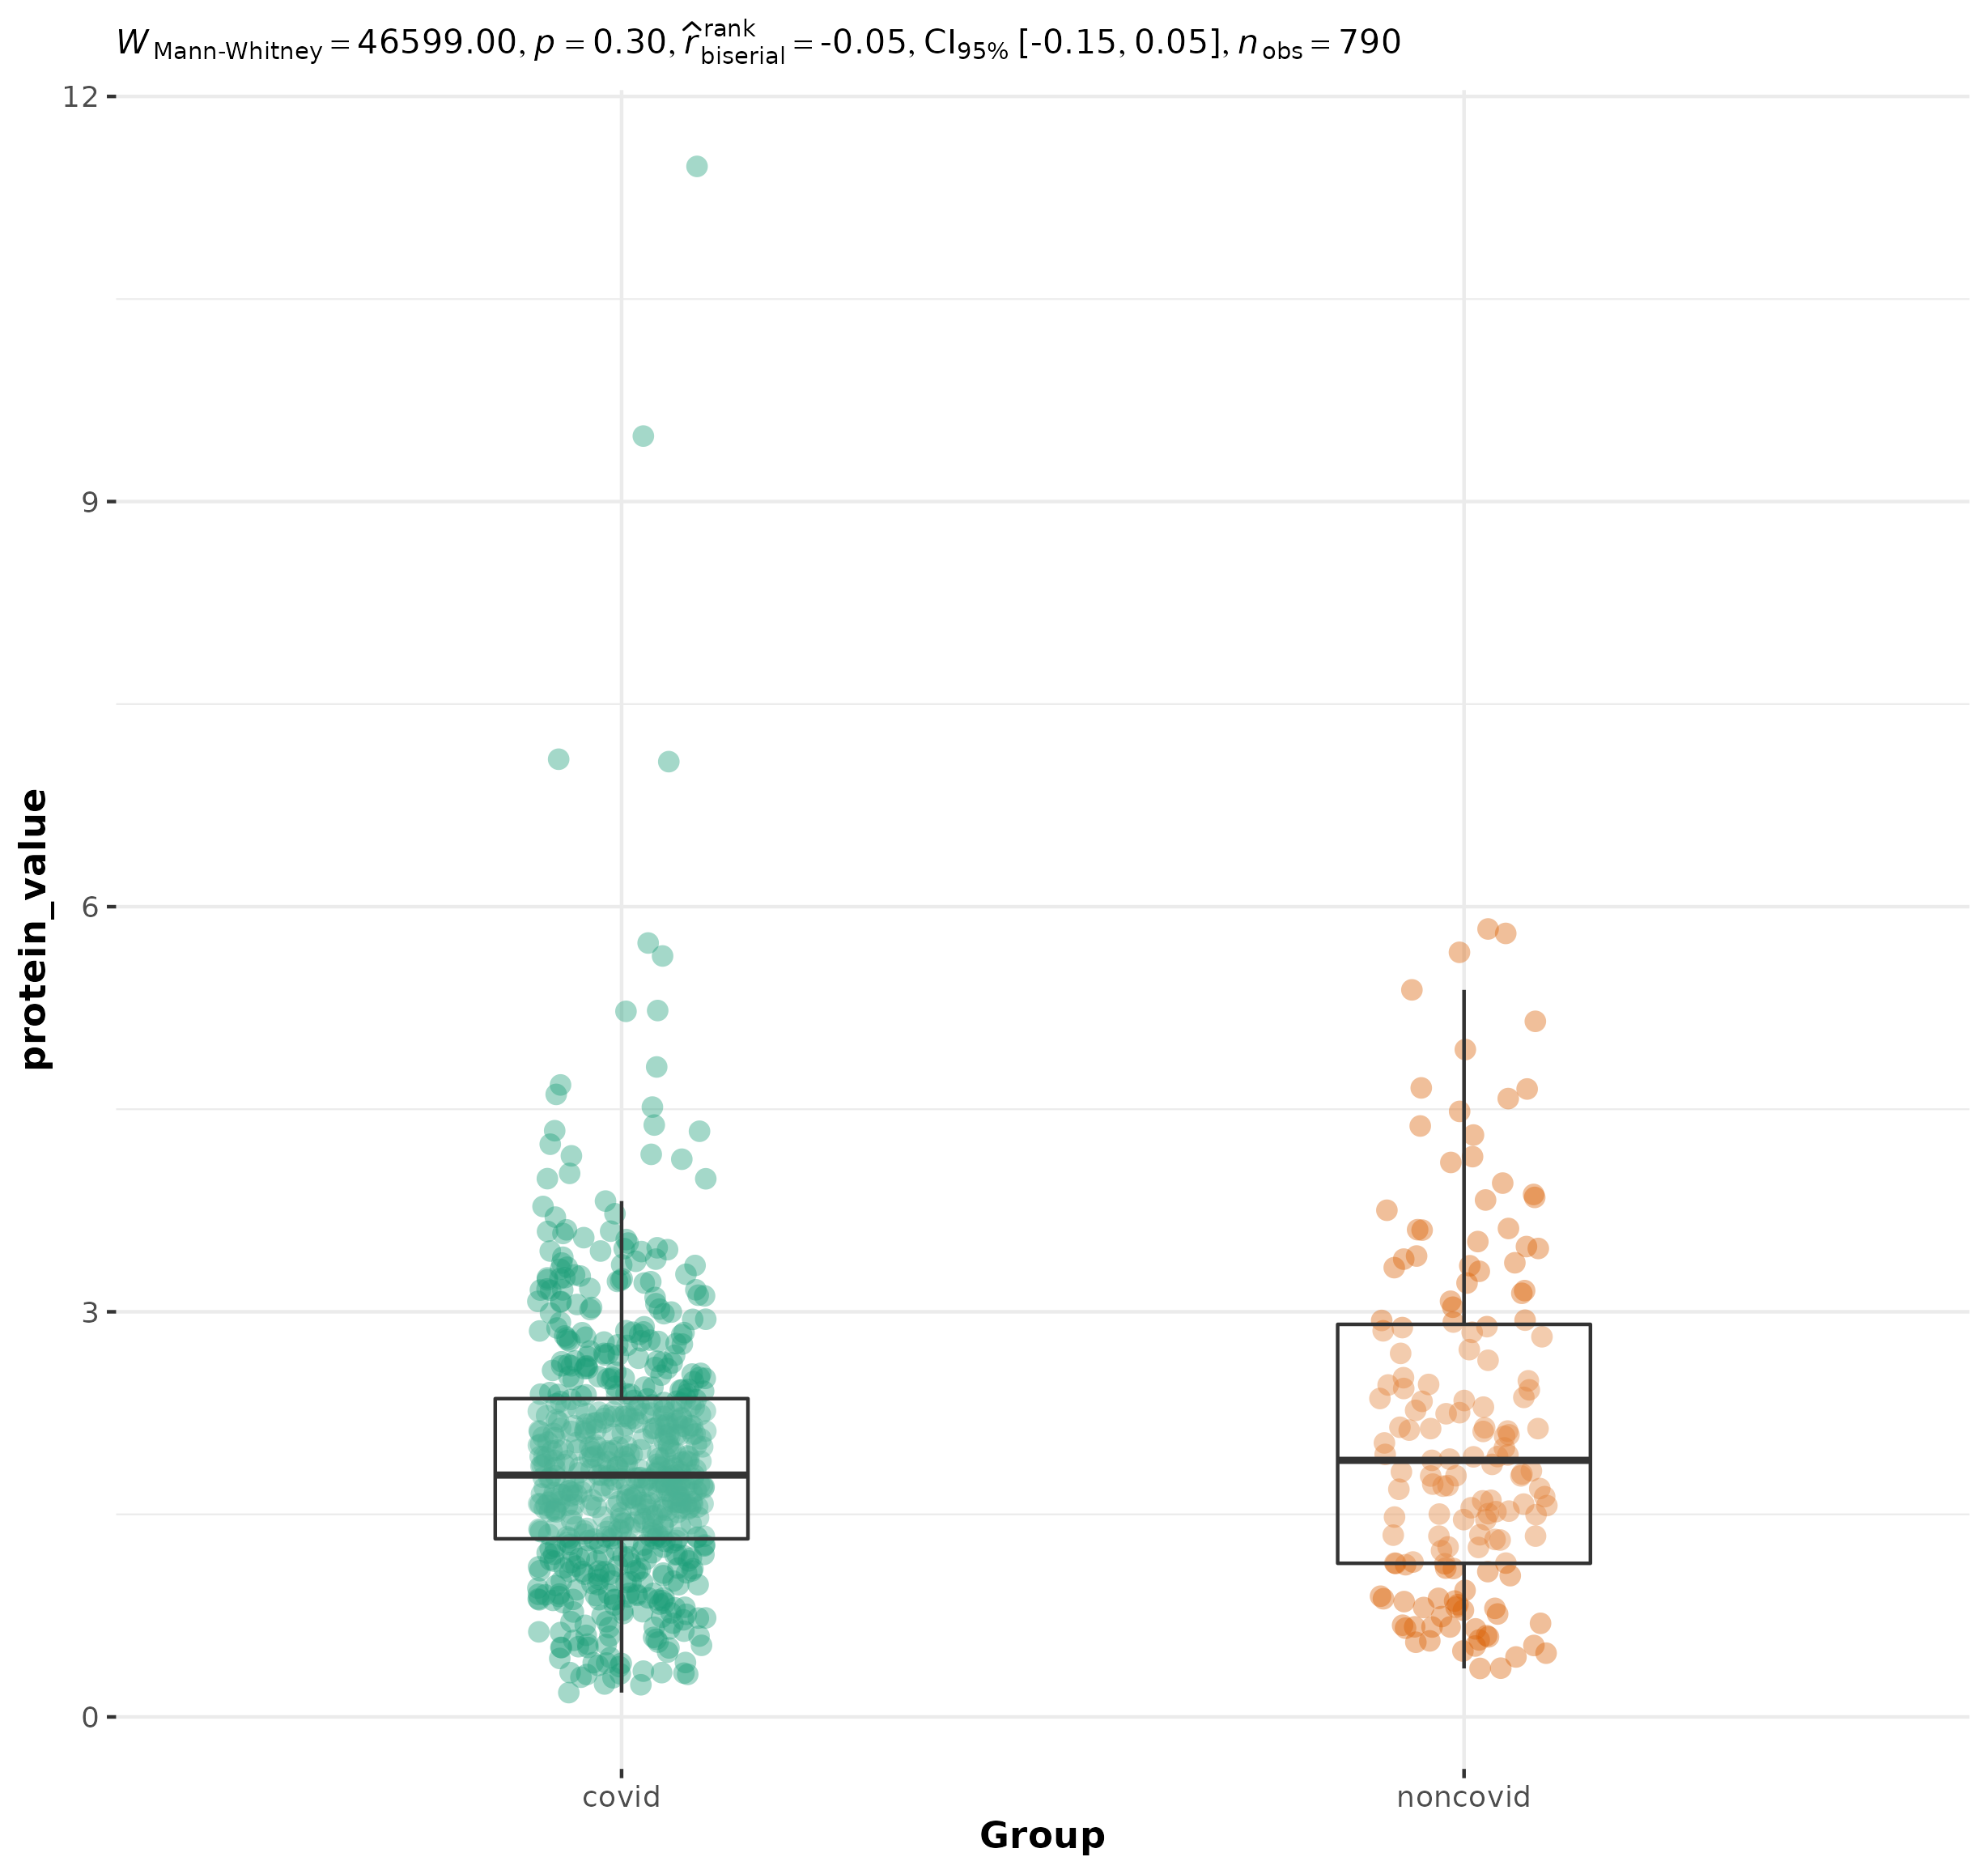 W Mann-Whitney = 46599.00, p = 0.30, r̂ rank biserial = -0.05, CI95% [-0.15, 0.05], n obs = 790
12
9
6
3
0
protein_value
covid noncovid
Group